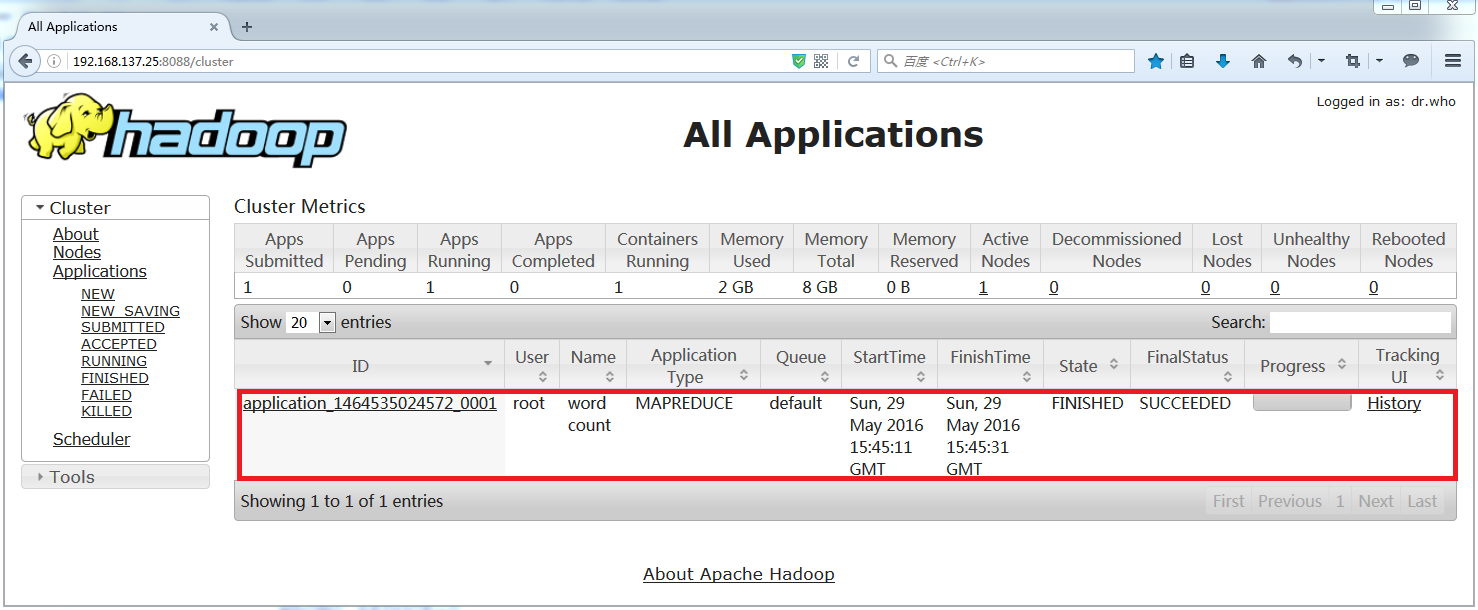 All Applications
192.168.137.25:8088/cluster
百度 <Ctrl+K>
Logged in as: dr.who
hadoop
All Applications
Cluster
About
Nodes
Applications
NEW
NEW_SAVING
SUBMITTED
ACCEPTED
RUNNING
FINISHED
FAILED
KILLED
Scheduler
Tools
Cluster Metrics
Apps Submitted Apps Pending Apps Running Apps Completed Containers Running Memory Used Memory Total Memory Reserved Active Nodes Decommissioned Nodes Lost Nodes Unhealthy Nodes Rebooted Nodes
1 0 1 0 1 2 GB 8 GB 0 B 1 0 0 0 0
Show 20 entries Search:
ID User Name Application Type Queue StartTime FinishTime State FinalStatus Progress Tracking UI
application_1464535024572_0001 root word MAPREDUCE default Sun, 29 Sun, 29 FINISHED SUCCEEDED History
count May 2016 May 2016
15:45:11 15:45:31
GMT GMT
Showing 1 to 1 of 1 entries First Previous 1 Next Last
About Apache Hadoop